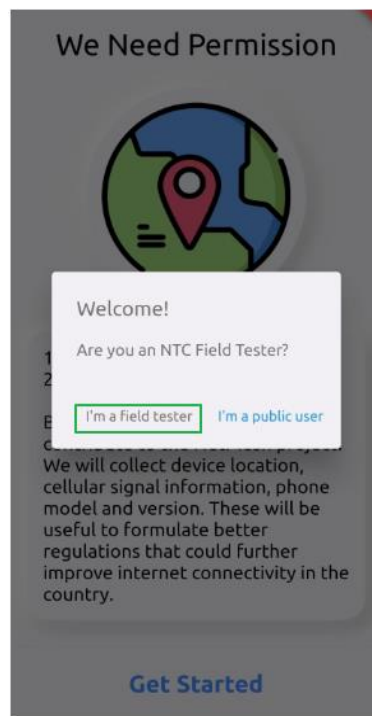 We Need Permission
Welcome!
Are you an NTC Field Tester?
I'm a field tester
I'm a public user
1
2
B
We will collect device location,
cellular signal information, phone
model and version. These will be
useful to formulate better
regulations that could further
improve internet connectivity in the
country.
Get Started